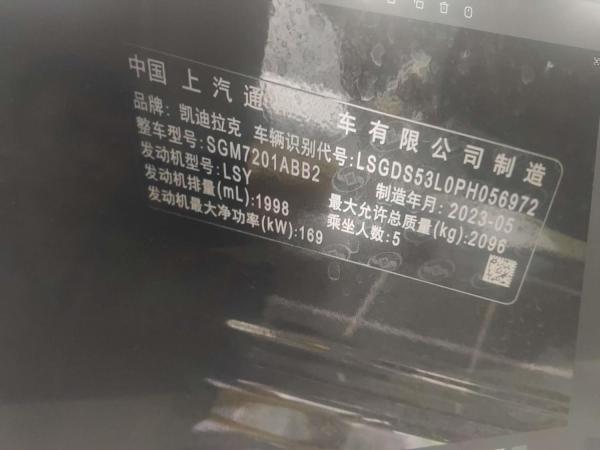 中国 上汽通 车有限公司制造
品牌: 凯迪拉克 车辆识别代号:LSGDS53L0PH056972
整车型号:SGM7201ABB2 制造年月: 2023-05
发动机型号:LSY 最大允许总质量(kg):2096
发动机排量(mL):1998 乘坐人数:5
发动机最大净功率(kW):169